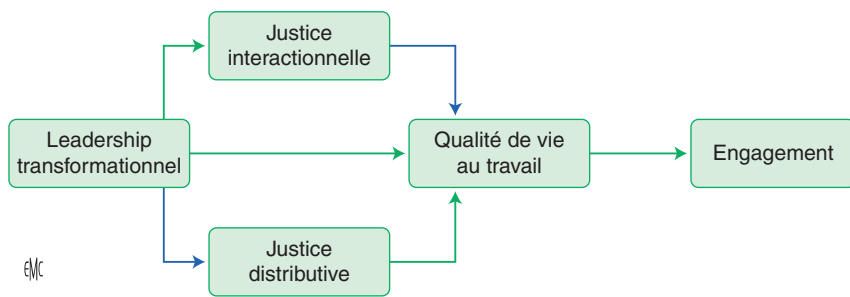 Justice
interactionnelle
Leadership
transformationnel
Qualité de vie
au travail
Engagement
Justice
distributive
EMC